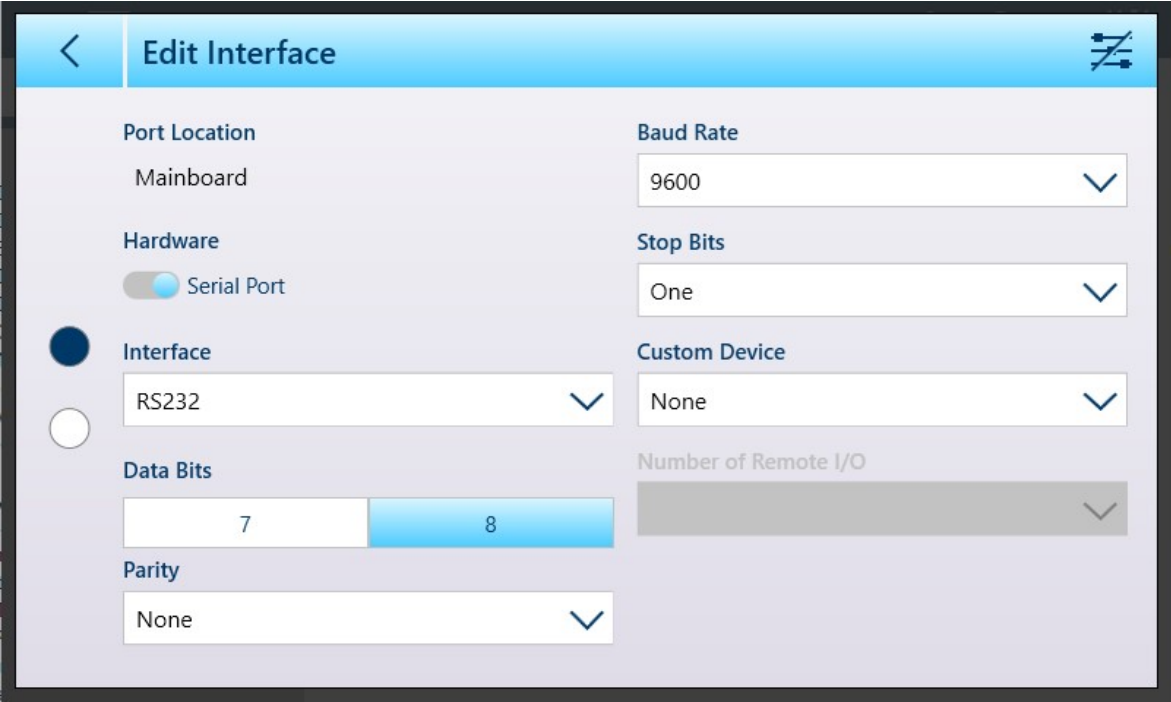 Edit Interface
Port Location
Mainboard
Hardware
Serial Port
Interface
RS232
Data Bits
7
8
Parity
None
Baud Rate
9600
Stop Bits
One
Custom Device
None
Number of Remote I/O